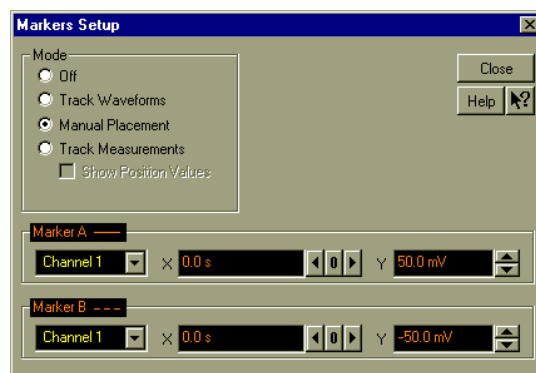 Markers Setup
Mode
Off
Track Waveforms
Manual Placement
Track Measurements
Show Position Values
Close
Help
Marker A
Channel 1 X 0.0 s 0 Y 50.0 mV
Marker B
Channel 1 X 0.0 s 0 Y -50.0 mV